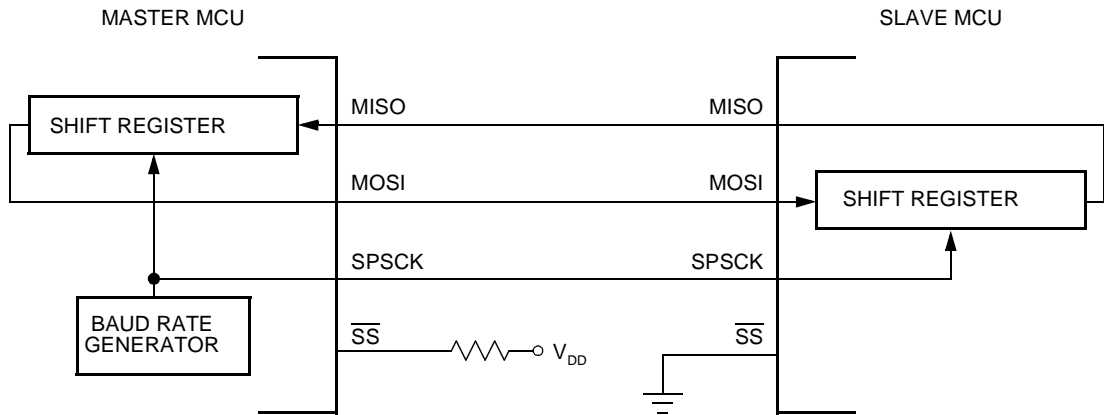 MASTER MCU
SLAVE MCU
SHIFT REGISTER
MISO
MISO
MOSI
MOSI
SHIFT REGISTER
SPSCK
SPSCK
BAUD RATE
GENERATOR
SS
VDD
SS